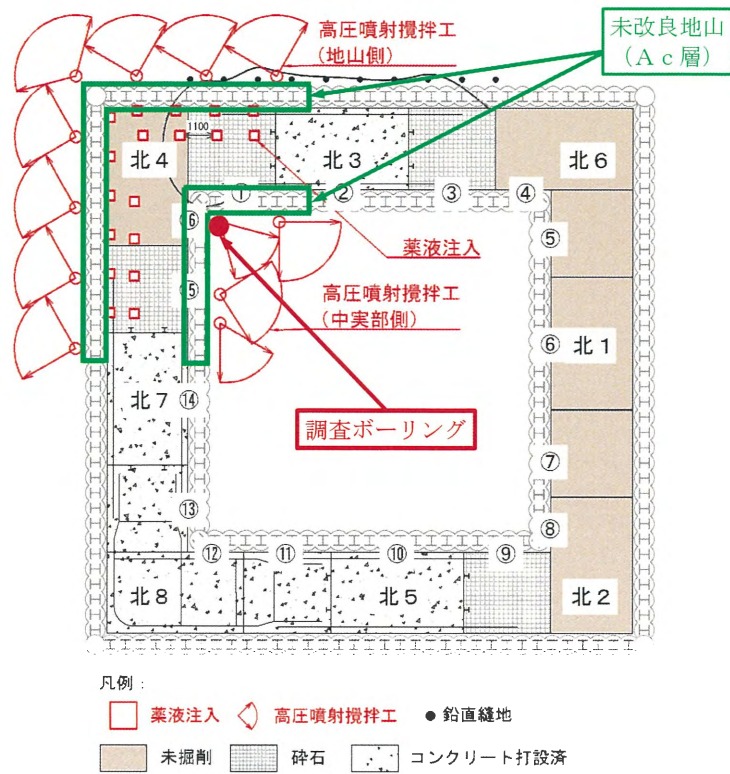 高圧噴射攪拌工
(地山側)
未改良地山
(Ac層)
1100
北4
北3
北6
①
②
③
④
⑯
⑤
薬液注入
⑮
高圧噴射攪拌工
(中実部側)
⑥
北1
北7
⑭
調査ボーリング
⑦
⑬
⑧
⑫
⑪
⑩
⑨
北8
北5
北2
凡例:
薬液注入
高圧噴射攪拌工
鉛直縫地
未掘削
砕石
コンクリート打設済